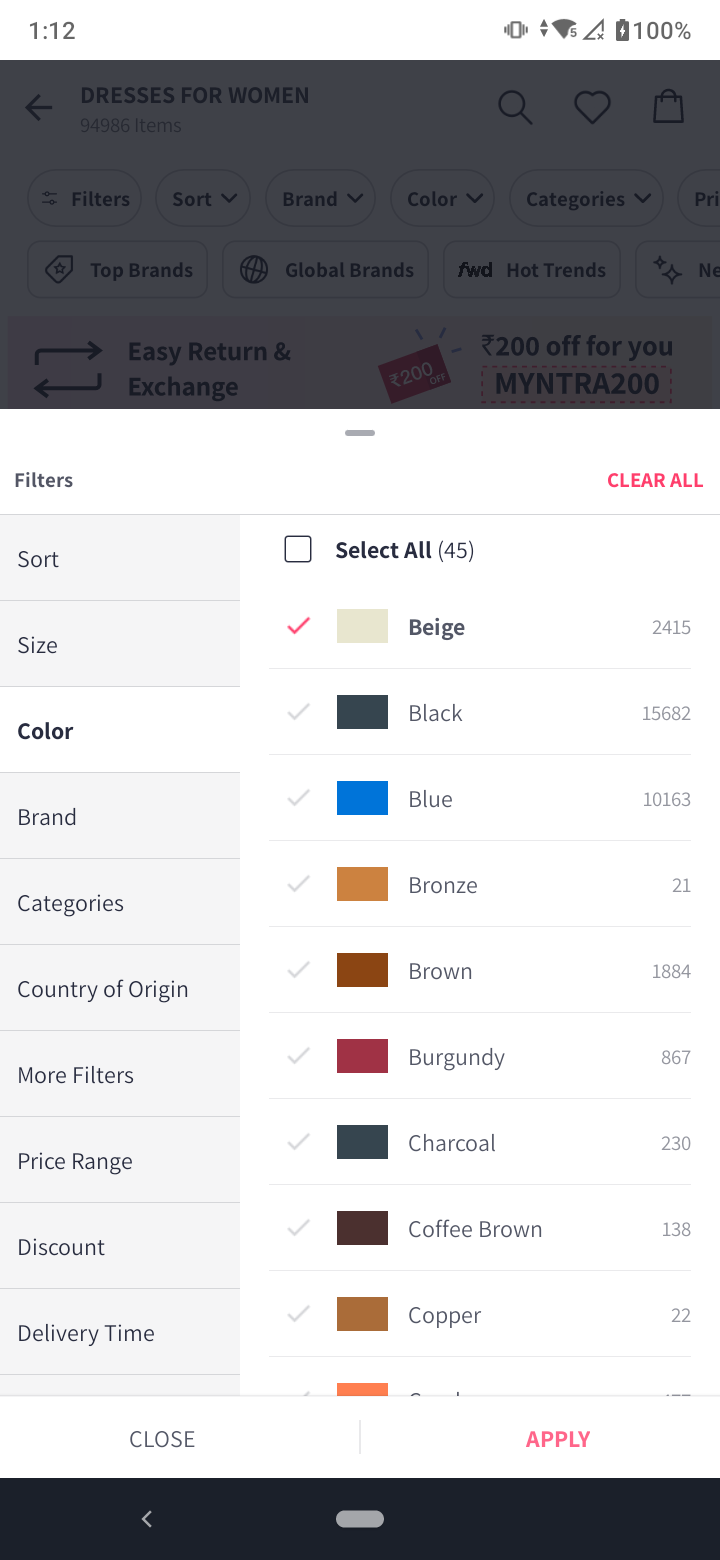 1:12
5
100%
DRESSES FOR WOMEN
94986 Items
Filters
Sort
Brand
Color
Categories
Pri
Top Brands
Global Brands
fwd Hot Trends
Ne
Easy Return &
Exchange
₹200
OFF
₹200 off for you
MYNTRA200
Filters
CLEAR ALL
Sort
Size
Color
Brand
Categories
Country of Origin
More Filters
Price Range
Discount
Delivery Time
Select All (45)
Beige 2415
Black 15682
Blue 10163
Bronze 21
Brown 1884
Burgundy 867
Charcoal 230
Coffee Brown 138
Copper 22
CLOSE
APPLY